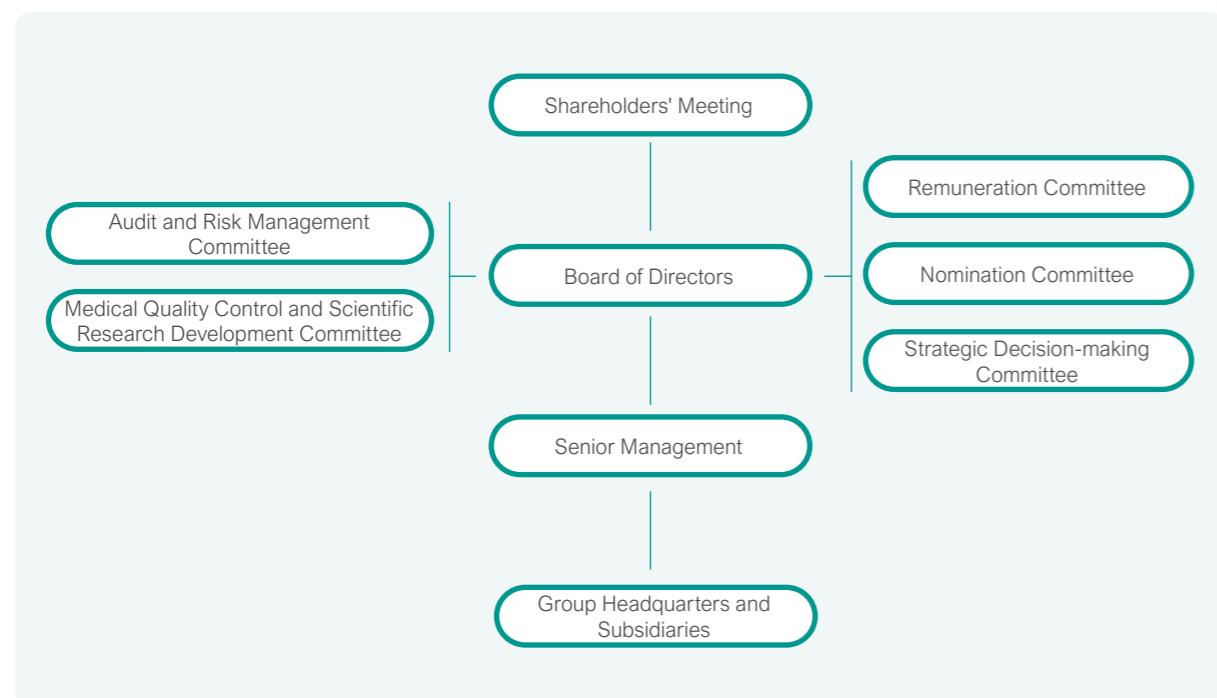 Shareholders' Meeting
Audit and Risk Management
Committee
Medical Quality Control and Scientific
Research Development Committee
Board of Directors
Remuneration Committee
Nomination Committee
Strategic Decision-making
Committee
Senior Management
Group Headquarters and
Subsidiaries